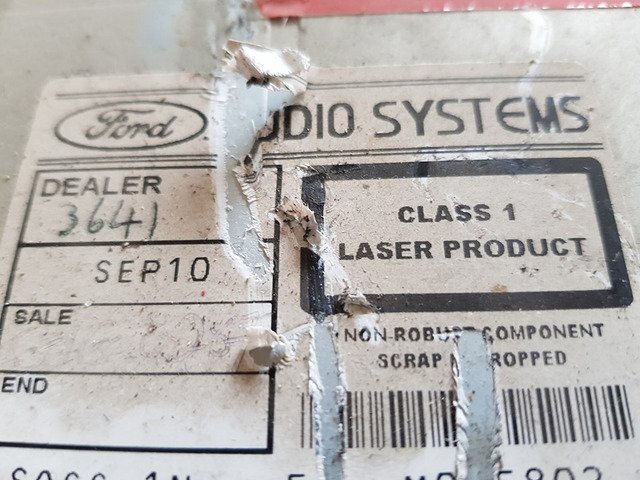 Ford AUDIO SYSTEMS
DEALER
3641
SEP10
SALE
END
CLASS 1
LASER PRODUCT
NON-ROBUST COMPONENT
SCRAP DROPPED